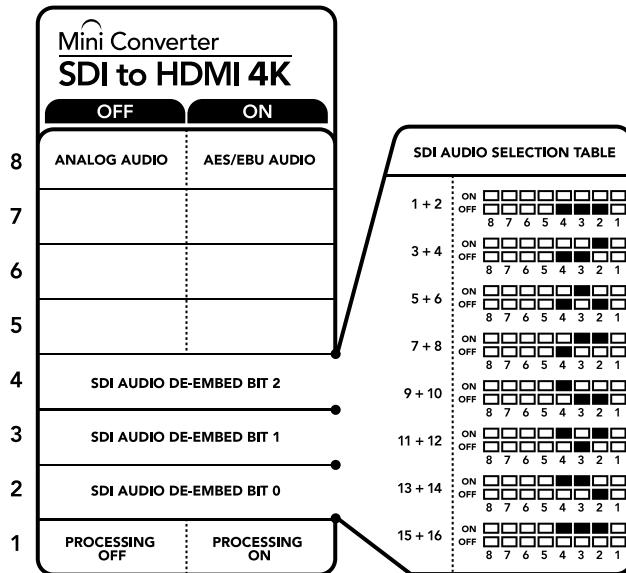 Mini Converter
SDI to HDMI 4K
OFF ON
8 ANALOG AUDIO AES/EBU AUDIO
7
6
5
4 SDI AUDIO DE-EMBED BIT 2
3 SDI AUDIO DE-EMBED BIT 1
2 SDI AUDIO DE-EMBED BIT 0
1 PROCESSING OFF PROCESSING ON
SDI AUDIO SELECTION TABLE
1 + 2 ON
OFF
8 7 6 5 4 3 2 1
3 + 4 ON
OFF
8 7 6 5 4 3 2 1
5 + 6 ON
OFF
8 7 6 5 4 3 2 1
7 + 8 ON
OFF
8 7 6 5 4 3 2 1
9 + 10 ON
OFF
8 7 6 5 4 3 2 1
11 + 12 ON
OFF
8 7 6 5 4 3 2 1
13 + 14 ON
OFF
8 7 6 5 4 3 2 1
15 + 16 ON
OFF
8 7 6 5 4 3 2 1